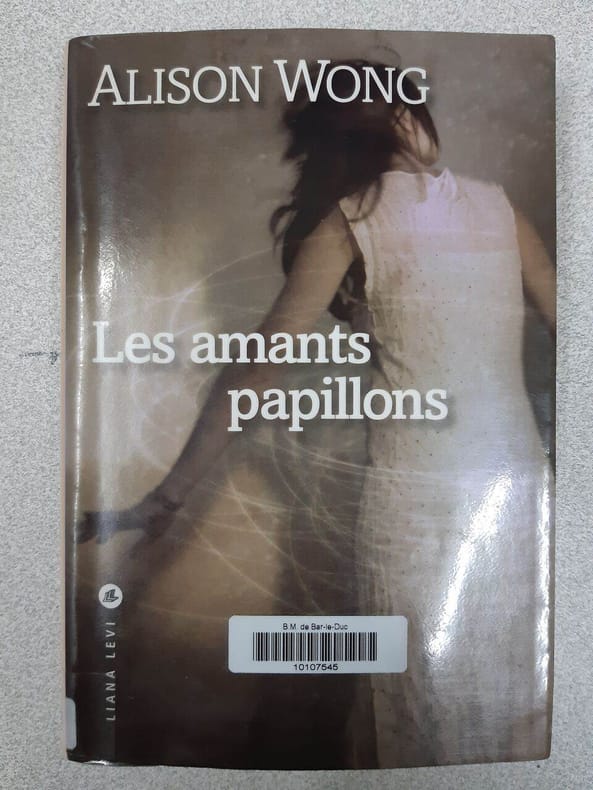 ALISON WONG
Les amants
papillons
LIANA LEVI
B.M. de Bar-le-Duc
10107545